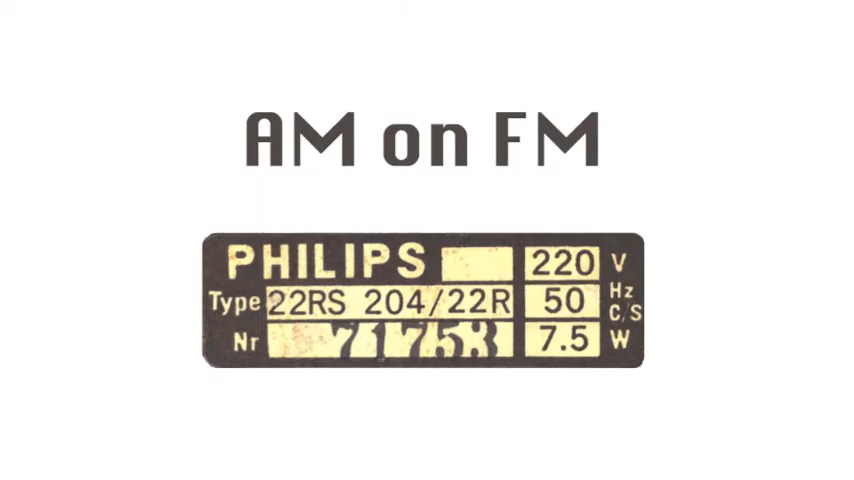 AM on FM
PHILIPS 220 V
Type 22RS 204/22R 50 Hz C/S
Nr 71753 7.5 W